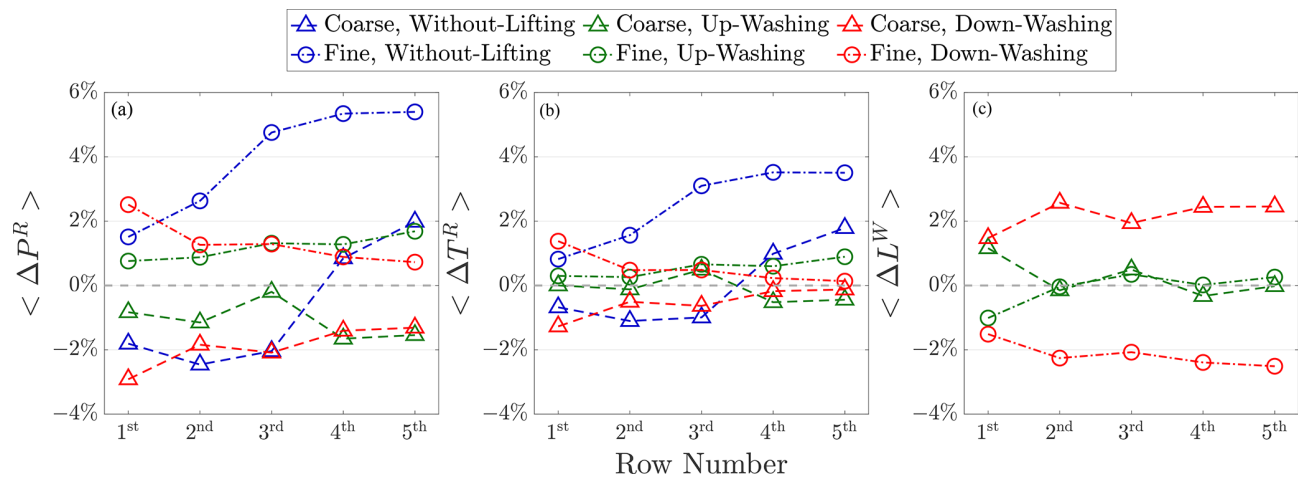 Coarse, Without-Lifting Coarse, Up-Washing Coarse, Down-Washing
Fine, Without-Lifting Fine, Up-Washing Fine, Down-Washing
(a)
6%
4%
2%
0%
−2%
−4%
< ΔP^R >
1st 2nd 3rd 4th 5th
(b)
6%
4%
2%
0%
−2%
−4%
< ΔT^R >
1st 2nd 3rd 4th 5th
(c)
6%
4%
2%
0%
−2%
−4%
< ΔL^W >
1st 2nd 3rd 4th 5th
Row Number